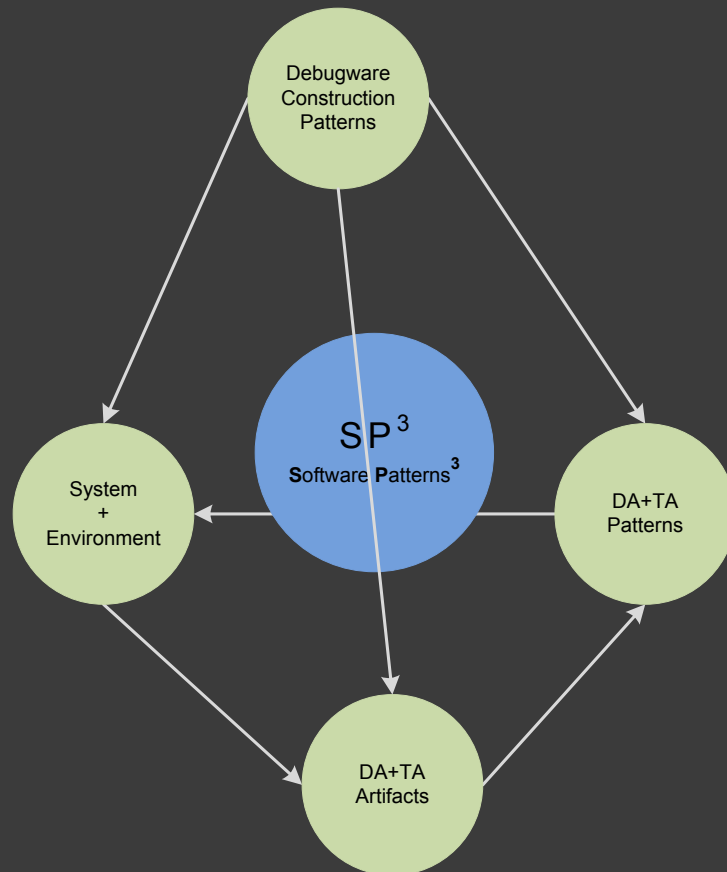 Debugware
Construction
Patterns
SP³
Software Patterns³
System
+
Environment
DA+TA
Patterns
DA+TA
Artifacts